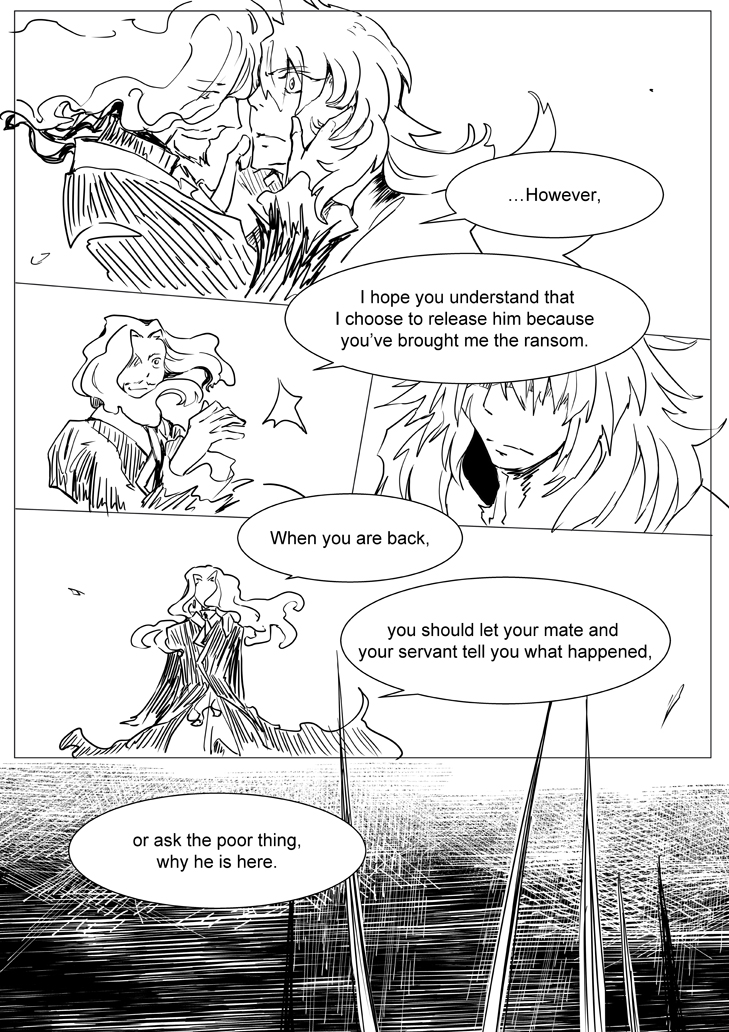 …However,
I hope you understand that
I choose to release him because
you’ve brought me the ransom.
When you are back,
you should let your mate and
your servant tell you what happened,
or ask the poor thing,
why he is here.